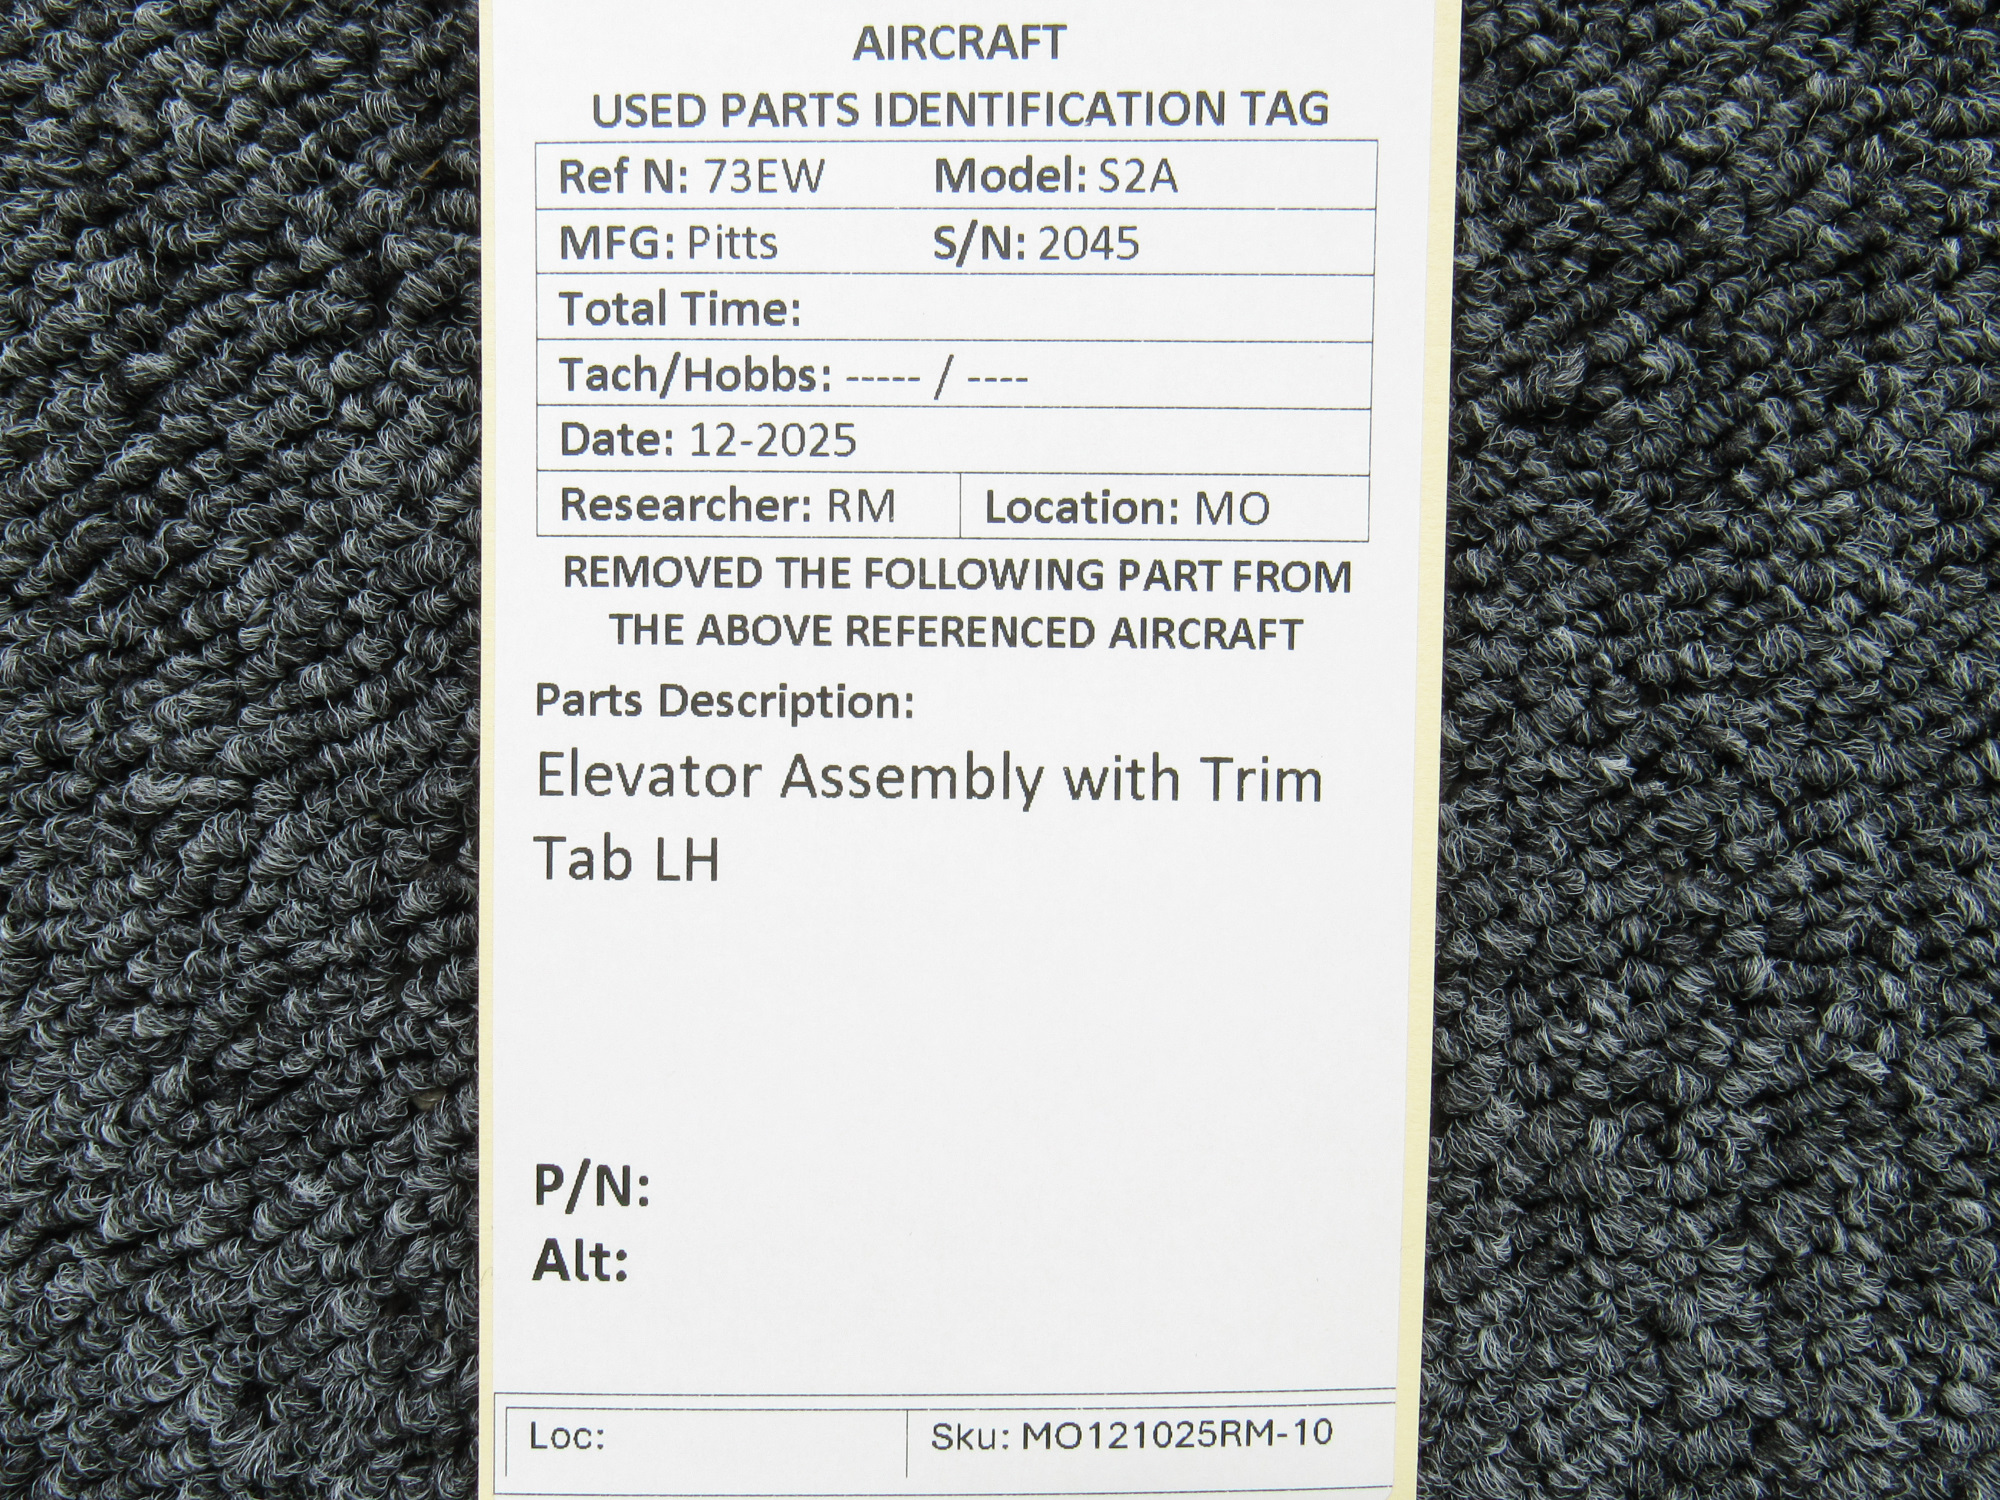 AIRCRAFT
USED PARTS IDENTIFICATION TAG
Ref N: 73EW Model: S2A
MFG: Pitts S/N: 2045
Total Time:
Tach/Hobbs: ----- / ----
Date: 12-2025
Researcher: RM Location: MO
REMOVED THE FOLLOWING PART FROM
THE ABOVE REFERENCED AIRCRAFT
Parts Description:
Elevator Assembly with Trim
Tab LH
P/N:
Alt:
Loc: Sku: MO121025RM-10